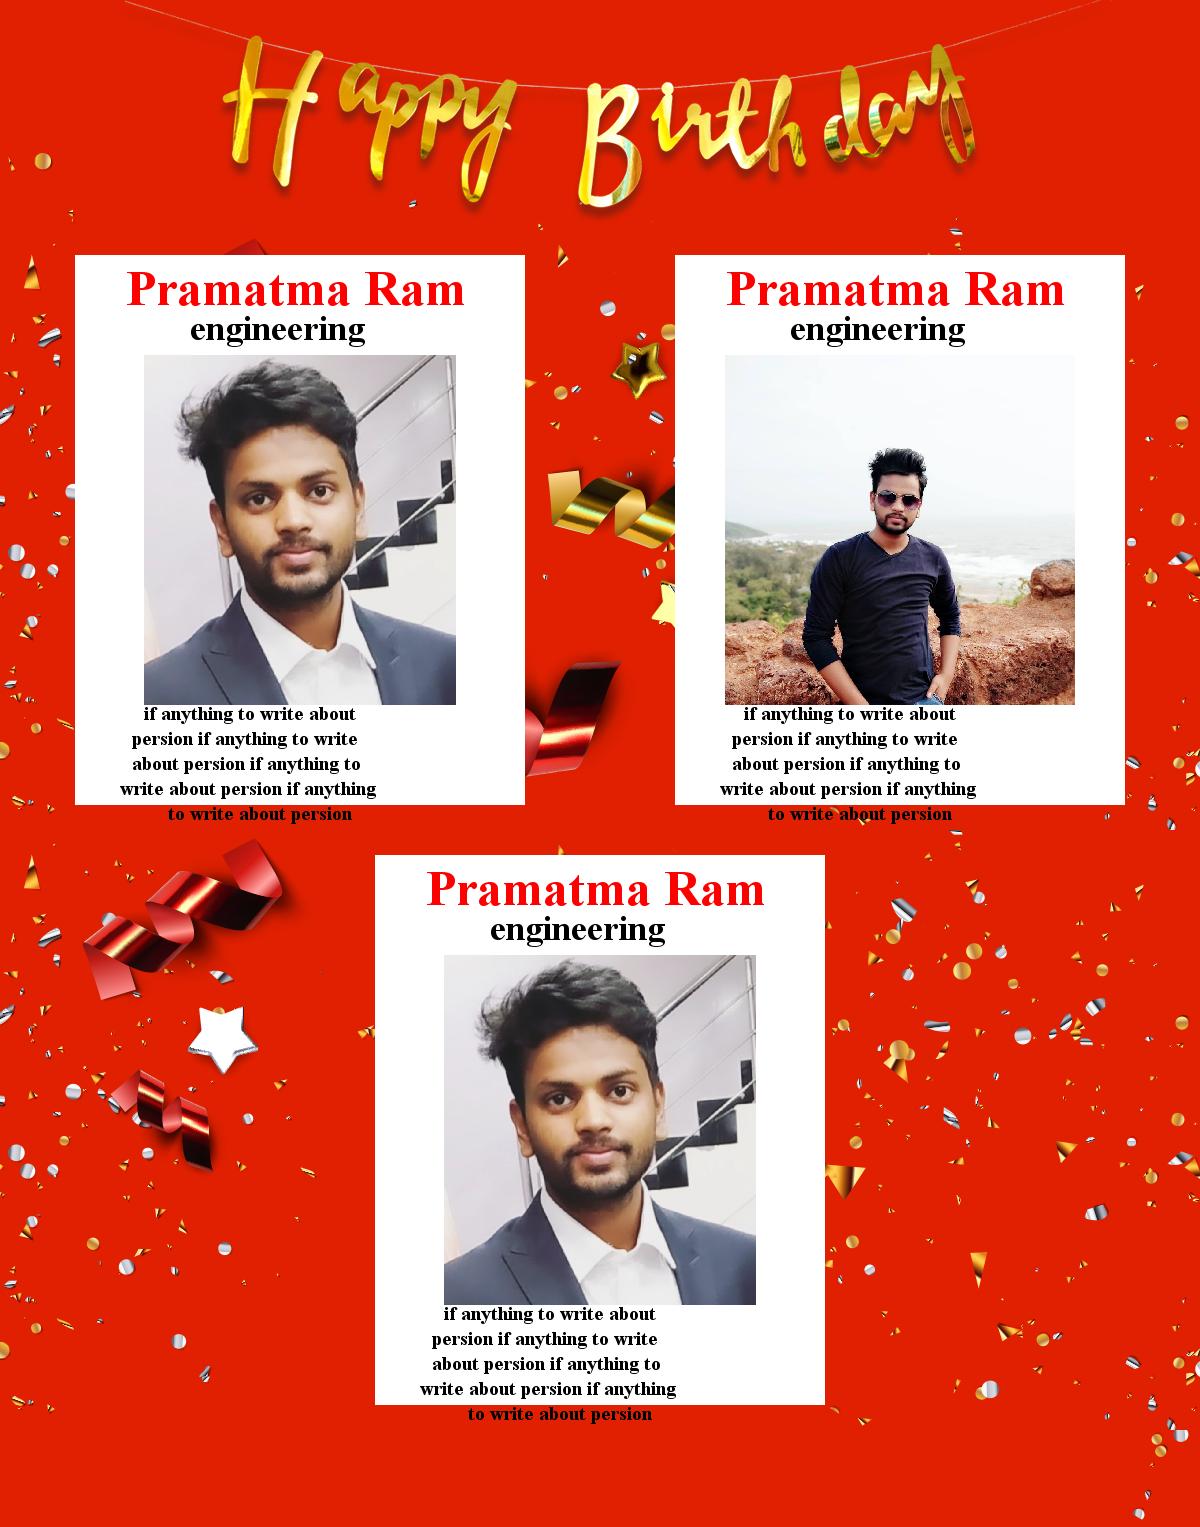 Happy Birthday
Pramatma Ram
engineering
if anything to write about
persion if anything to write
about persion if anything to
write about persion if anything
to write about persion
Pramatma Ram
engineering
if anything to write about
persion if anything to write
about persion if anything to
write about persion if anything
to write about persion
Pramatma Ram
engineering
if anything to write about
persion if anything to write
about persion if anything to
write about persion if anything
to write about persion